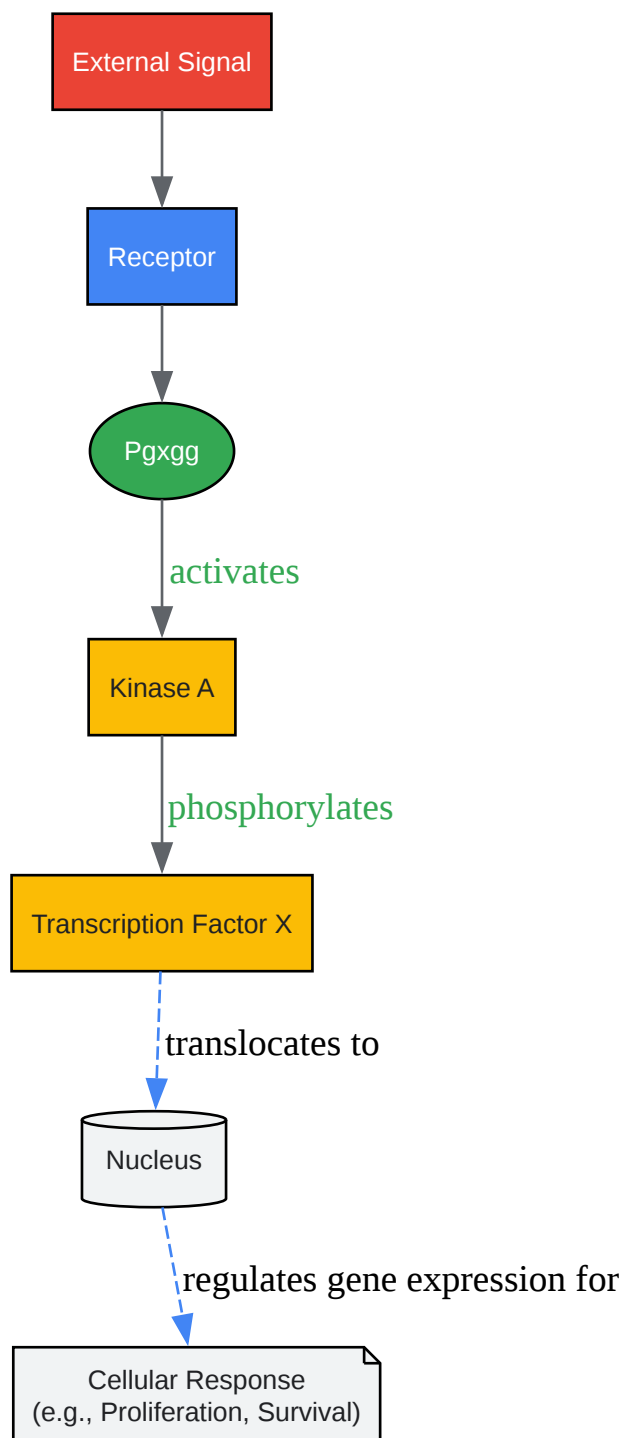 External Signal
Receptor
Pgxgg
activates
Kinase A
phosphorylates
Transcription Factor X
translocates to
Nucleus
regulates gene expression for
Cellular Response
(e.g., Proliferation, Survival)